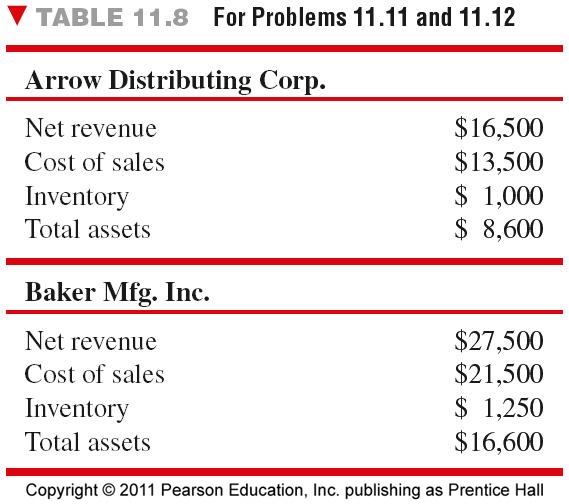 ▼ TABLE 11.8 For Problems 11.11 and 11.12
Arrow Distributing Corp.
Net revenue $16,500
Cost of sales $13,500
Inventory $ 1,000
Total assets $ 8,600
Baker Mfg. Inc.
Net revenue $27,500
Cost of sales $21,500
Inventory $ 1,250
Total assets $16,600
Copyright © 2011 Pearson Education, Inc. publishing as Prentice Hall